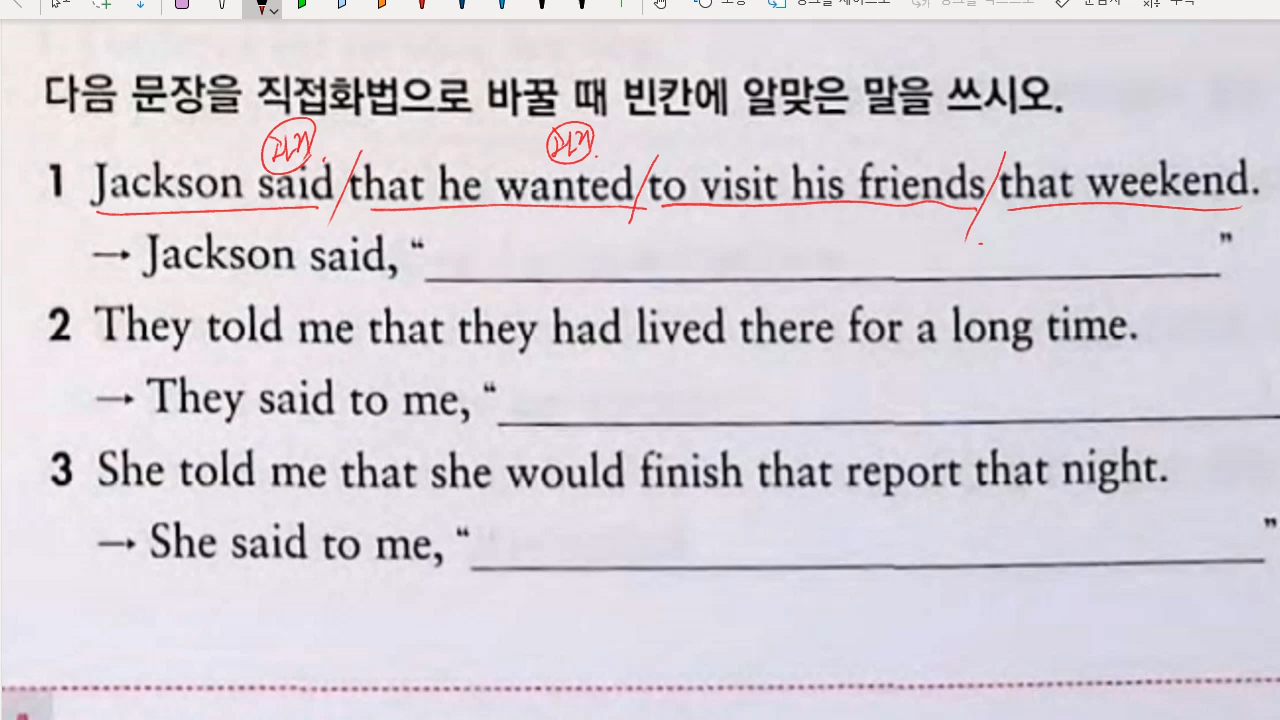 다음 문장을 직접화법으로 바꿀 때 빈칸에 알맞은 말을 쓰시오.
과거 과거
1 Jackson said that he wanted to visit his friends that weekend.
→ Jackson said, “ ”
2 They told me that they had lived there for a long time.
→ They said to me, “
3 She told me that she would finish that report that night.
→ She said to me, “ ”